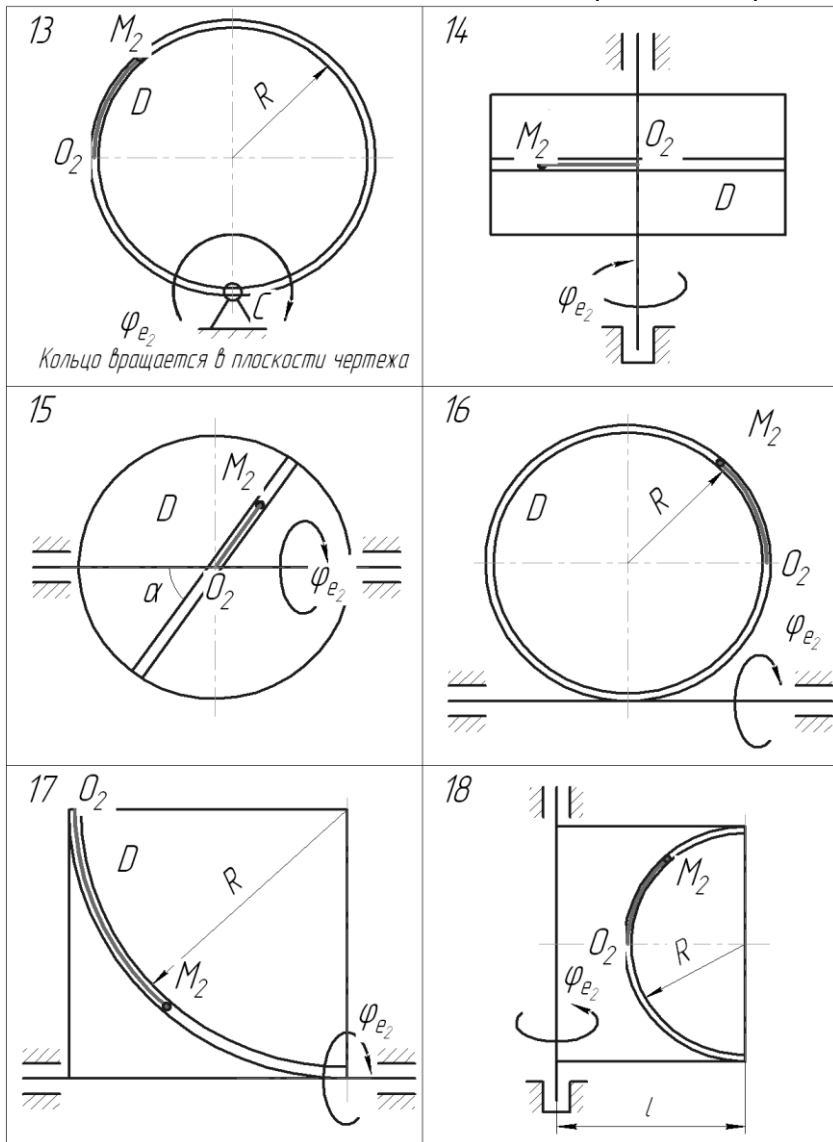 13
M₂
D
R
O₂
C
φe₂
Кольцо вращается в плоскости чертежа
14
M₂
O₂
D
φe₂
15
M₂
D
α
O₂
φe₂
16
M₂
D
R
O₂
φe₂
17
O₂
D
R
M₂
φe₂
18
M₂
O₂
R
φe₂
l